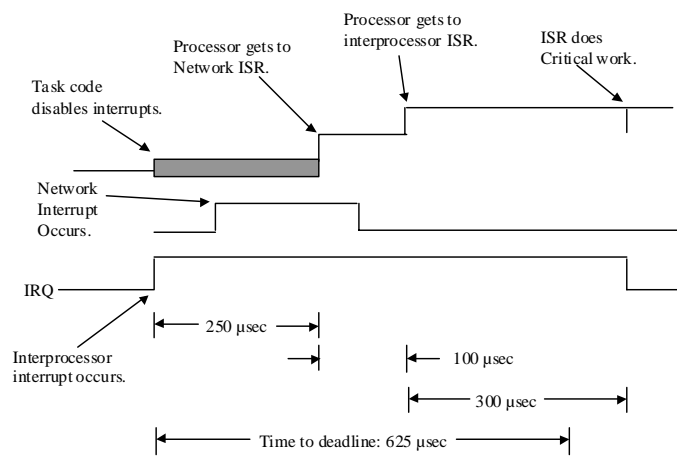 Processor gets to
Network ISR.
Processor gets to
interprocessor ISR.
ISR does
Critical work.
Task code
disables interrupts.
Network
Interrupt
Occurs.
IRQ
250 µsec
Interprocessor
interrupt occurs.
100 µsec
300 µsec
Time to deadline: 625 µsec